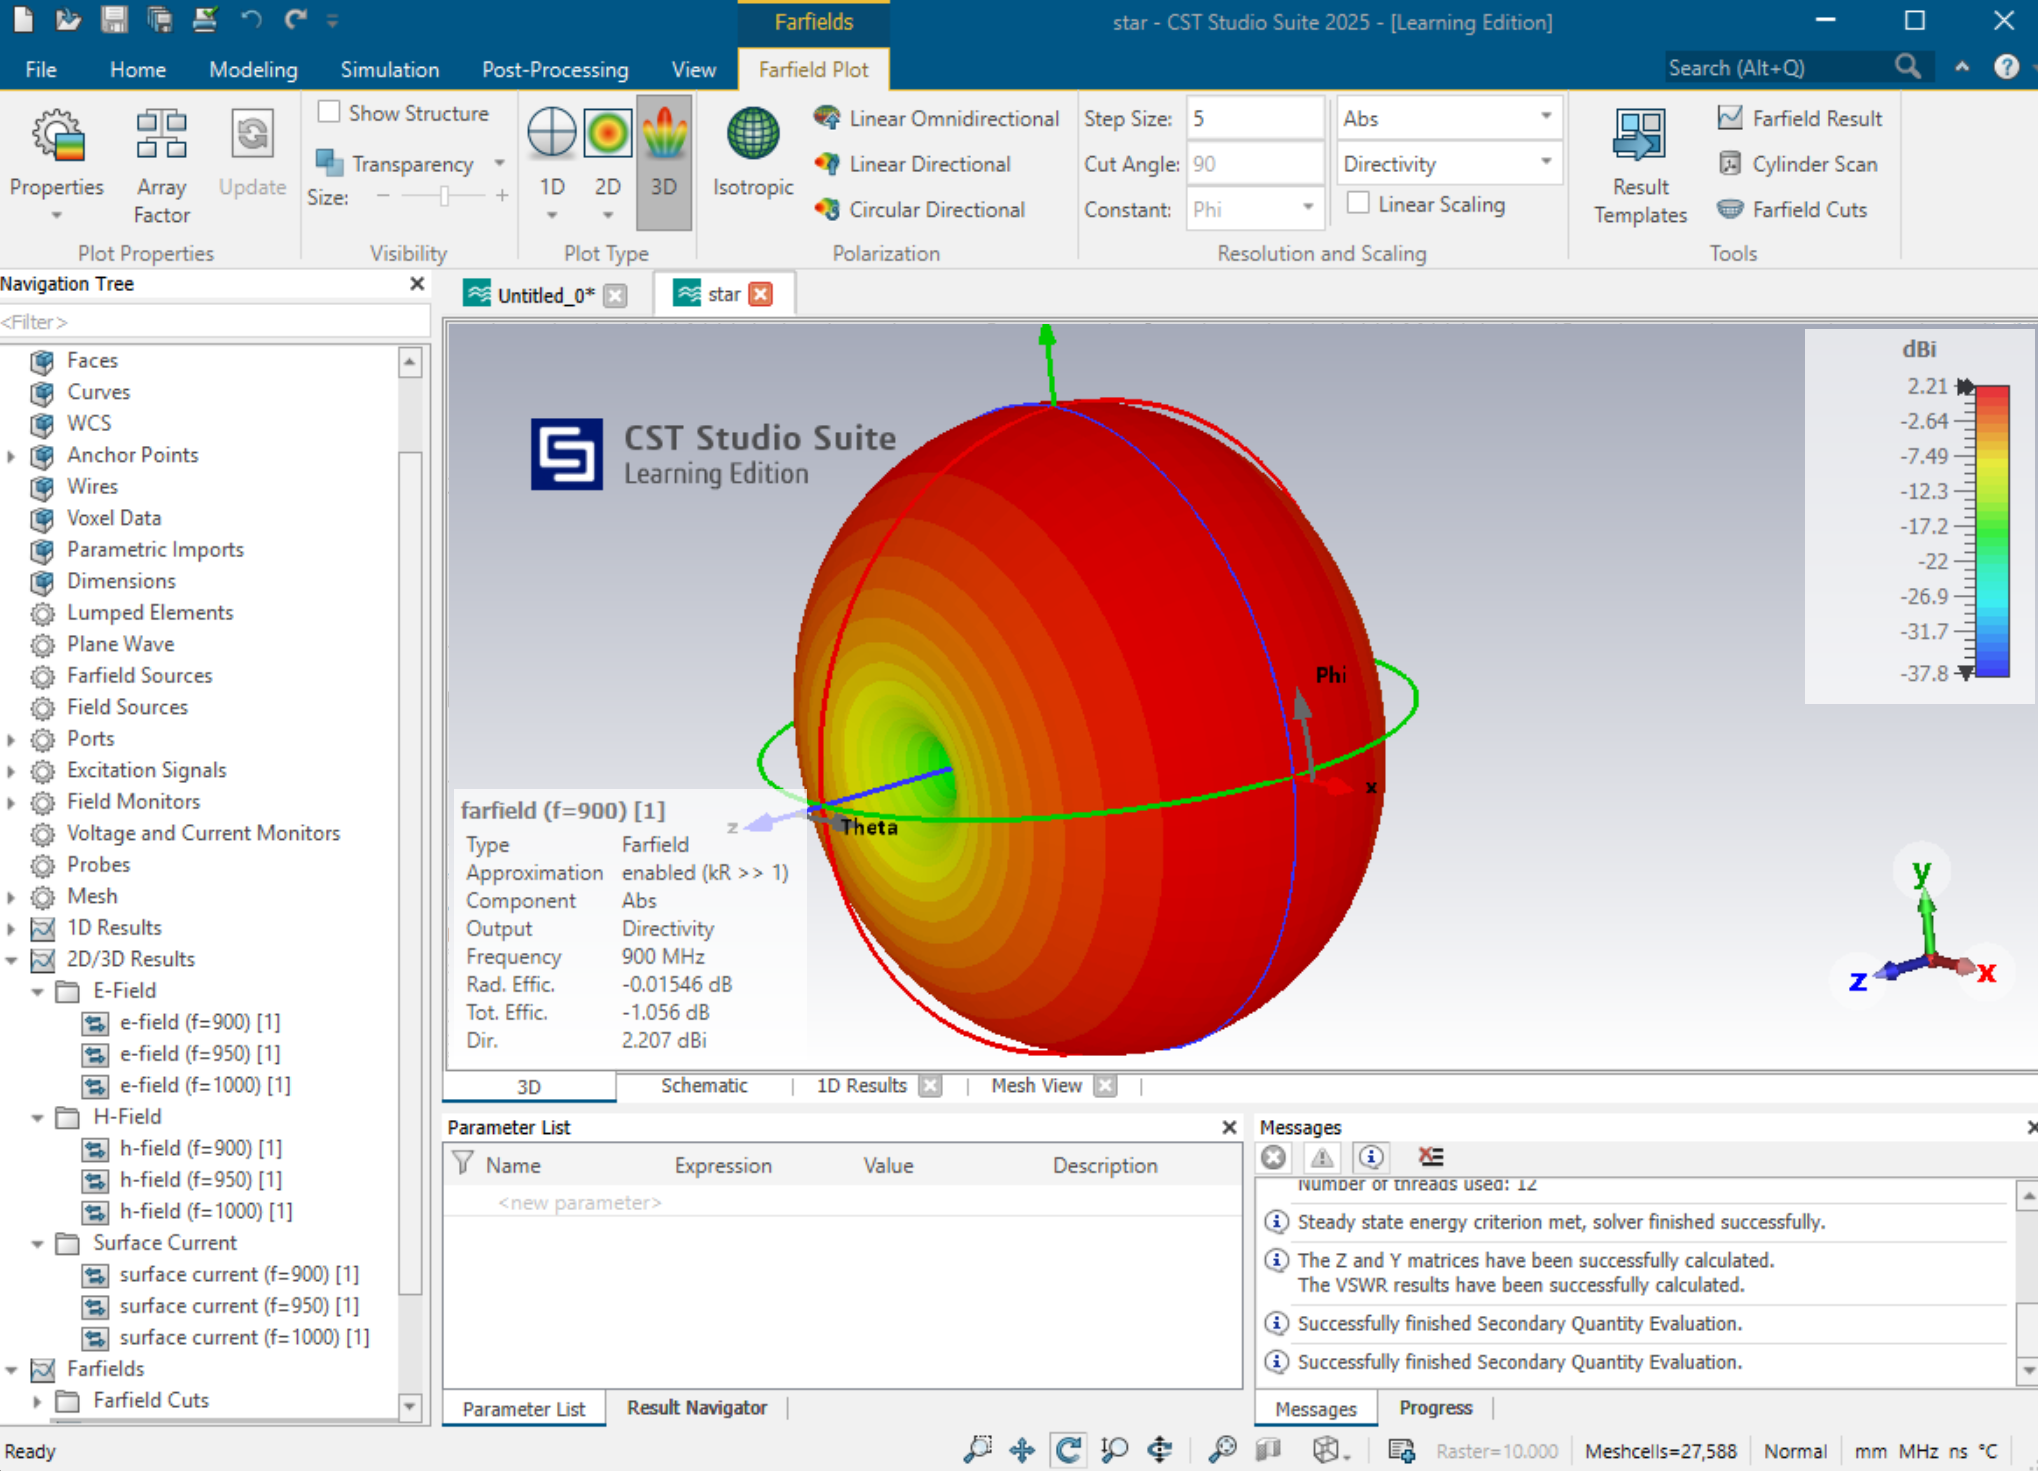 Farfields
star - CST Studio Suite 2025 - [Learning Edition]
File Home Modeling Simulation Post-Processing View Farfield Plot Search (Alt+Q)
Properties
Array Factor
Update
Show Structure
Transparency
Size:
1D 2D 3D
Isotropic
Linear Omnidirectional
Linear Directional
Circular Directional
Step Size: 5
Cut Angle: 90
Constant: Phi
Abs
Directivity
Linear Scaling
Result Templates
Farfield Result
Cylinder Scan
Farfield Cuts
Plot Properties Visibility Plot Type Polarization Resolution and Scaling Tools
Navigation Tree
<Filter>
Faces
Curves
WCS
Anchor Points
Wires
Voxel Data
Parametric Imports
Dimensions
Lumped Elements
Plane Wave
Farfield Sources
Field Sources
Ports
Excitation Signals
Field Monitors
Voltage and Current Monitors
Probes
Mesh
1D Results
2D/3D Results
E-Field
e-field (f=900) [1]
e-field (f=950) [1]
e-field (f=1000) [1]
H-Field
h-field (f=900) [1]
h-field (f=950) [1]
h-field (f=1000) [1]
Surface Current
surface current (f=900) [1]
surface current (f=950) [1]
surface current (f=1000) [1]
Farfields
Farfield Cuts
Untitled_0* star
CST Studio Suite
Learning Edition
dBi
2.21
-2.64
-7.49
-12.3
-17.2
-22
-26.9
-31.7
-37.8
Phi
x
z
Theta
farfield (f=900) [1]
Type Farfield
Approximation enabled (kR >> 1)
Component Abs
Output Directivity
Frequency 900 MHz
Rad. Effic. -0.01546 dB
Tot. Effic. -1.056 dB
Dir. 2.207 dBi
y
z
x
3D Schematic 1D Results Mesh View
Parameter List
Name Expression Value Description
<new parameter>
Parameter List Result Navigator
Messages
Number of threads used: 12
Steady state energy criterion met, solver finished successfully.
The Z and Y matrices have been successfully calculated.
The VSWR results have been successfully calculated.
Successfully finished Secondary Quantity Evaluation.
Successfully finished Secondary Quantity Evaluation.
Messages Progress
Ready
Raster=10.000 Meshcells=27,588 Normal mm MHz ns °C